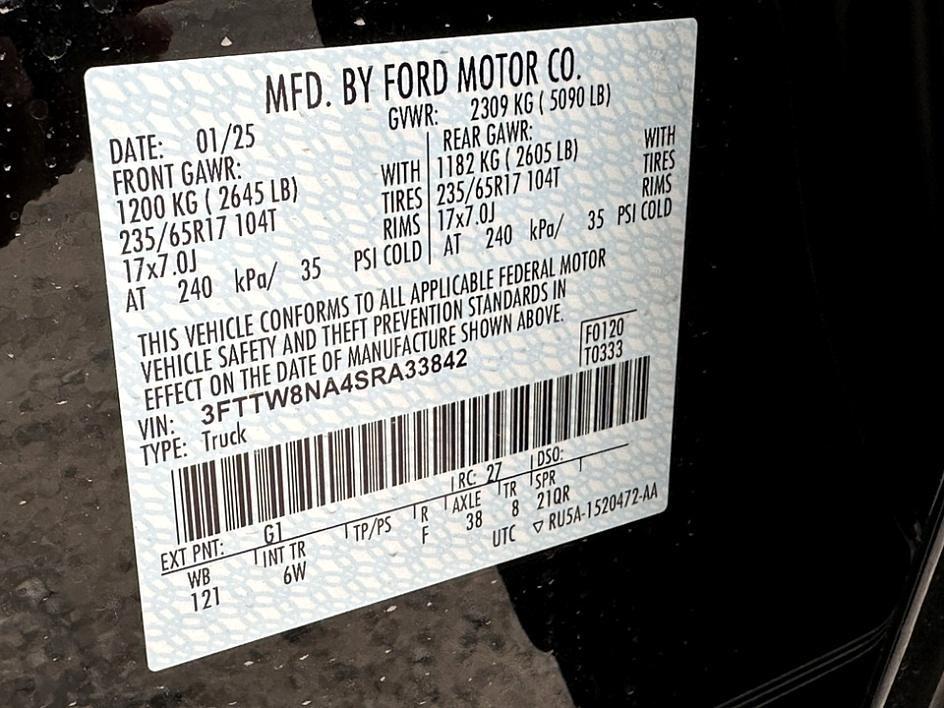 MFD. BY FORD MOTOR CO.
DATE: 01/25
GVWR: 2309 KG ( 5090 LB)
FRONT GAWR:
1200 KG ( 2645 LB) WITH
235/65R17 104T TIRES
17x7.0J RIMS
AT 240 kPa/ 35 PSI COLD
REAR GAWR:
1182 KG ( 2605 LB) WITH
235/65R17 104T TIRES
17x7.0J RIMS
AT 240 kPa/ 35 PSI COLD
THIS VEHICLE CONFORMS TO ALL APPLICABLE FEDERAL MOTOR
VEHICLE SAFETY AND THEFT PREVENTION STANDARDS IN
EFFECT ON THE DATE OF MANUFACTURE SHOWN ABOVE.
F0120
T0333
VIN: 3FTTW8NA4SRA33842
TYPE: Truck
EXT PNT: G1 RC: 27 DSO:
WB INT TR TP/PS R AXLE TR SPR
121 6W F 38 8 21QR
UTC ▽ RU5A-1520472-AA